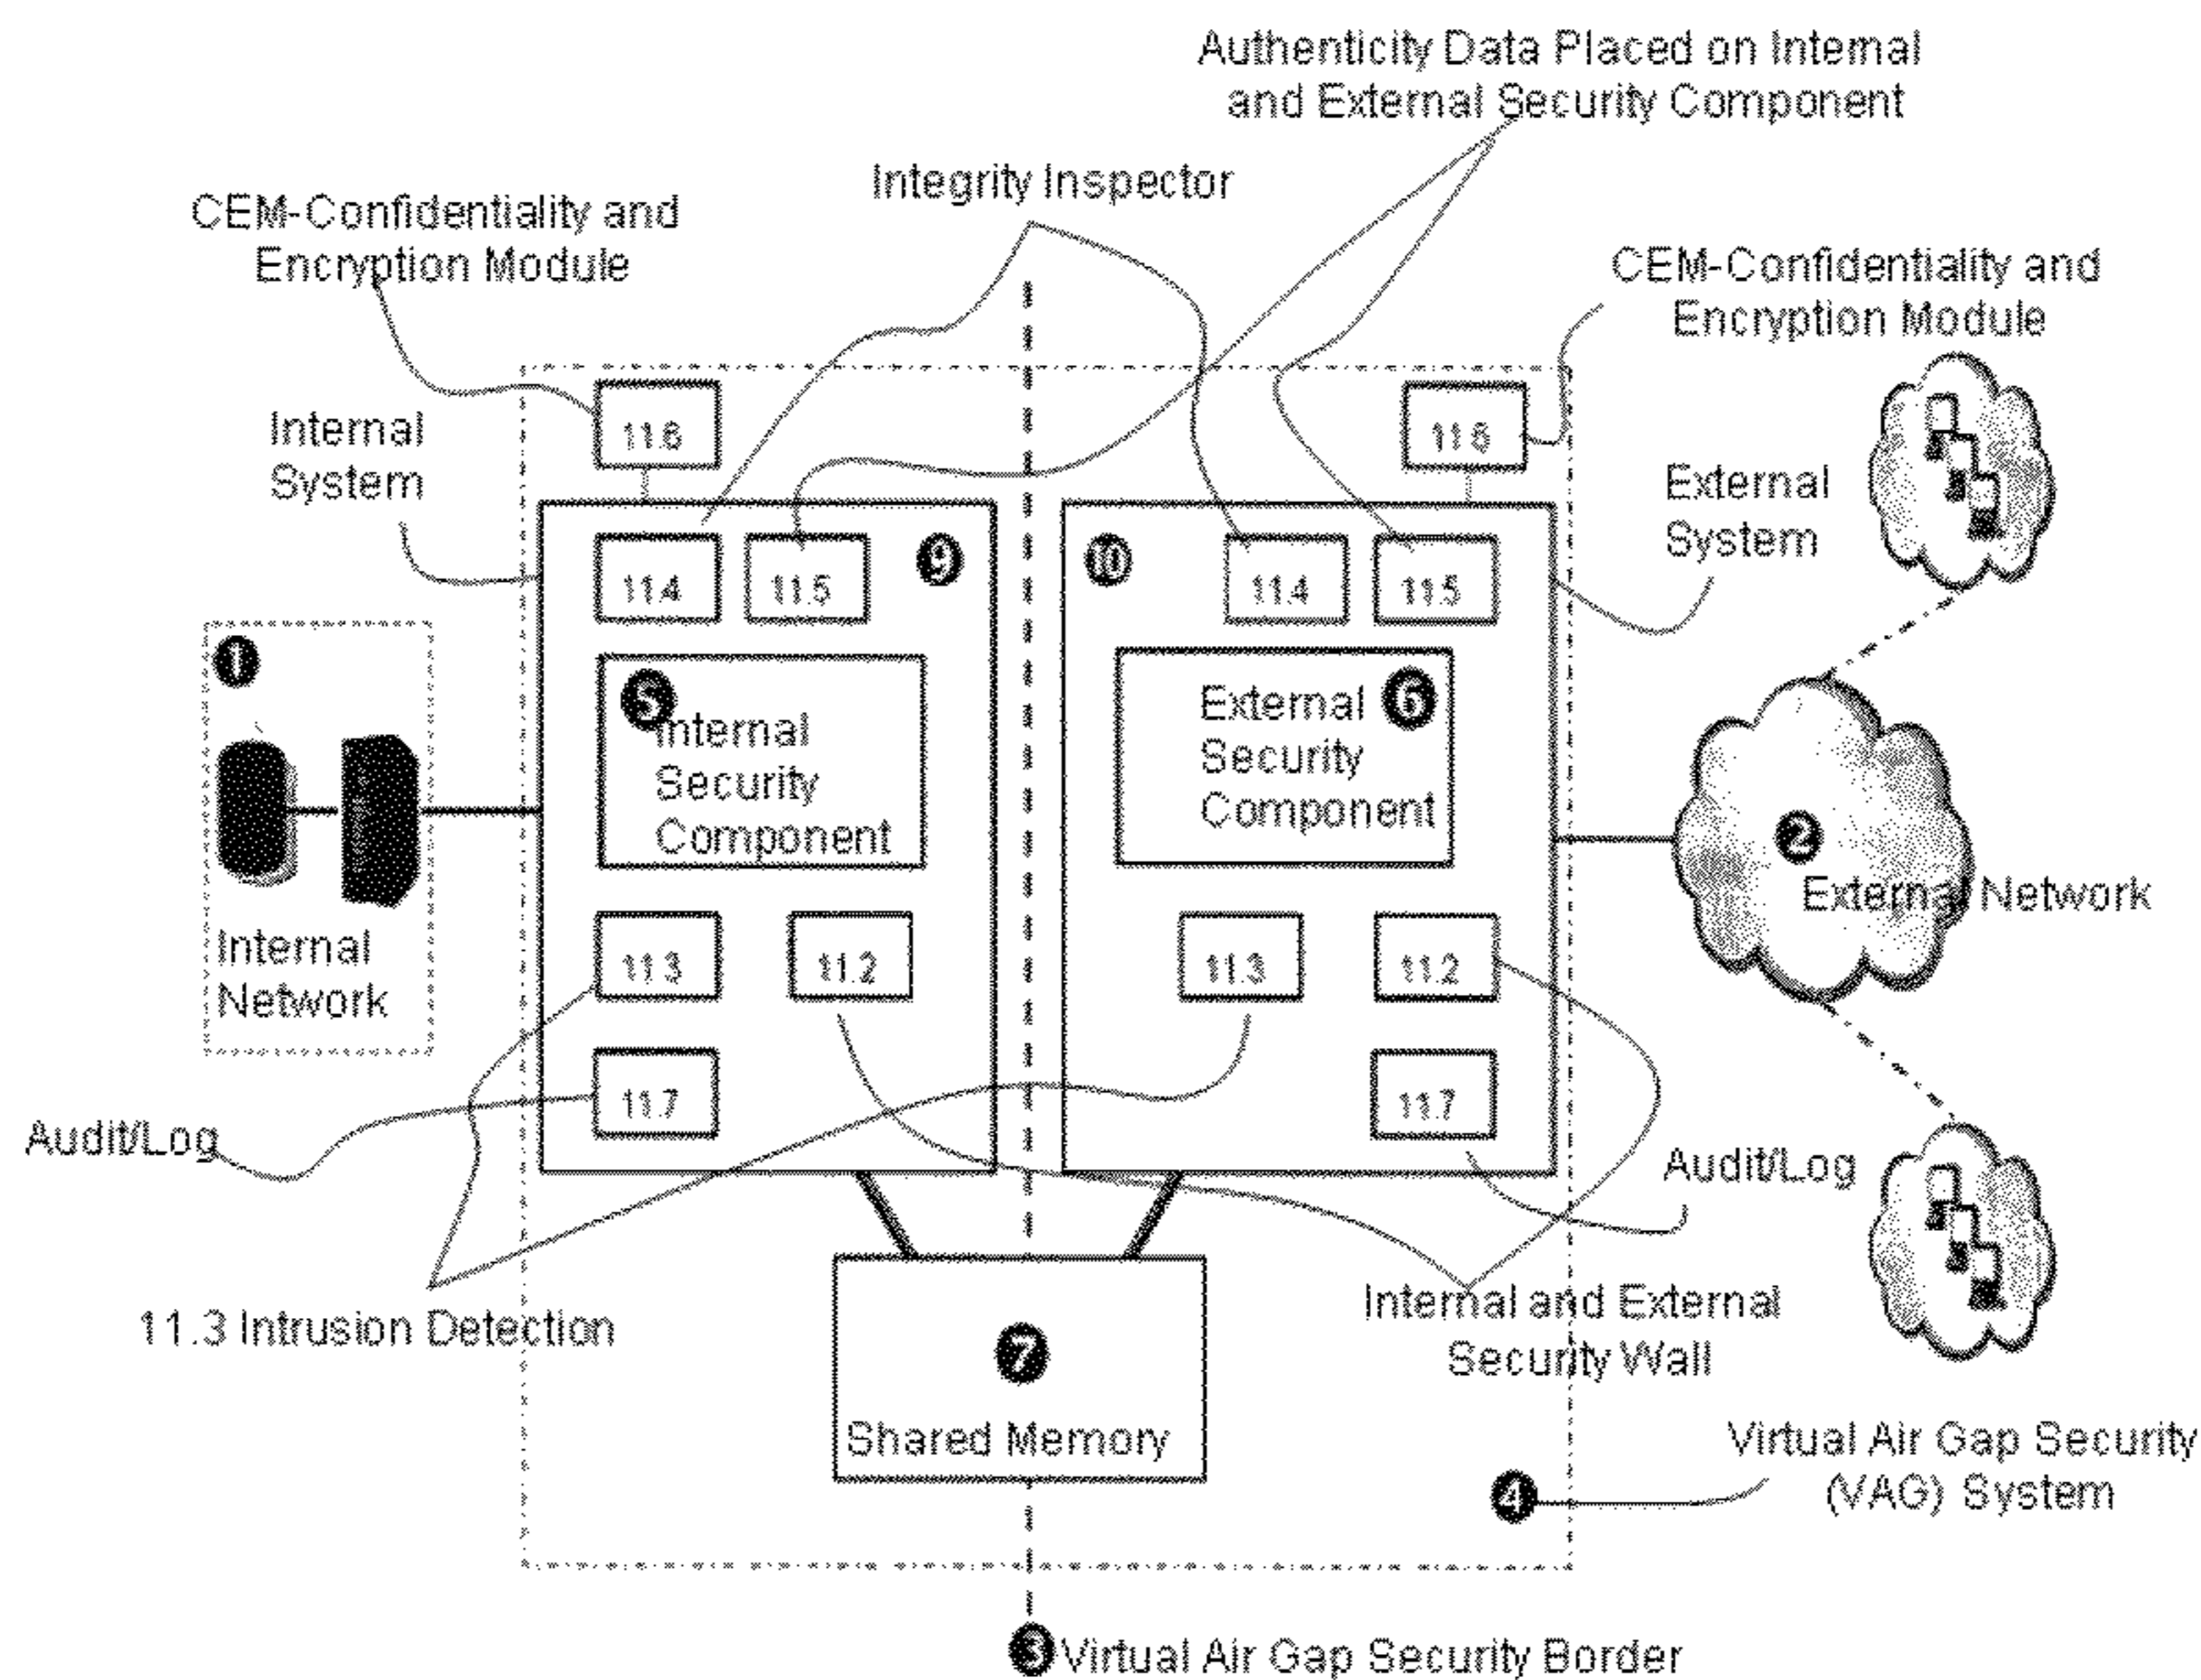 Authenticity Data Placed on Internal
and External Security Component
Integrity Inspector
CEM-Confidentiality and
Encryption Module
CEM-Confidentiality and
Encryption Module
Internal
System
11.6
11.6
External
System
11.4
11.5
9
10
11.4
11.5
1
5
Internal
Security
Component
External
Security
Component
6
2
External Network
Internal
Network
11.3
11.2
11.3
11.2
11.7
11.7
Audit/Log
Audit/Log
11.3 Intrusion Detection
Internal and External
Security Wall
7
Shared Memory
4
Virtual Air Gap Security
(VAG) System
3 Virtual Air Gap Security Border